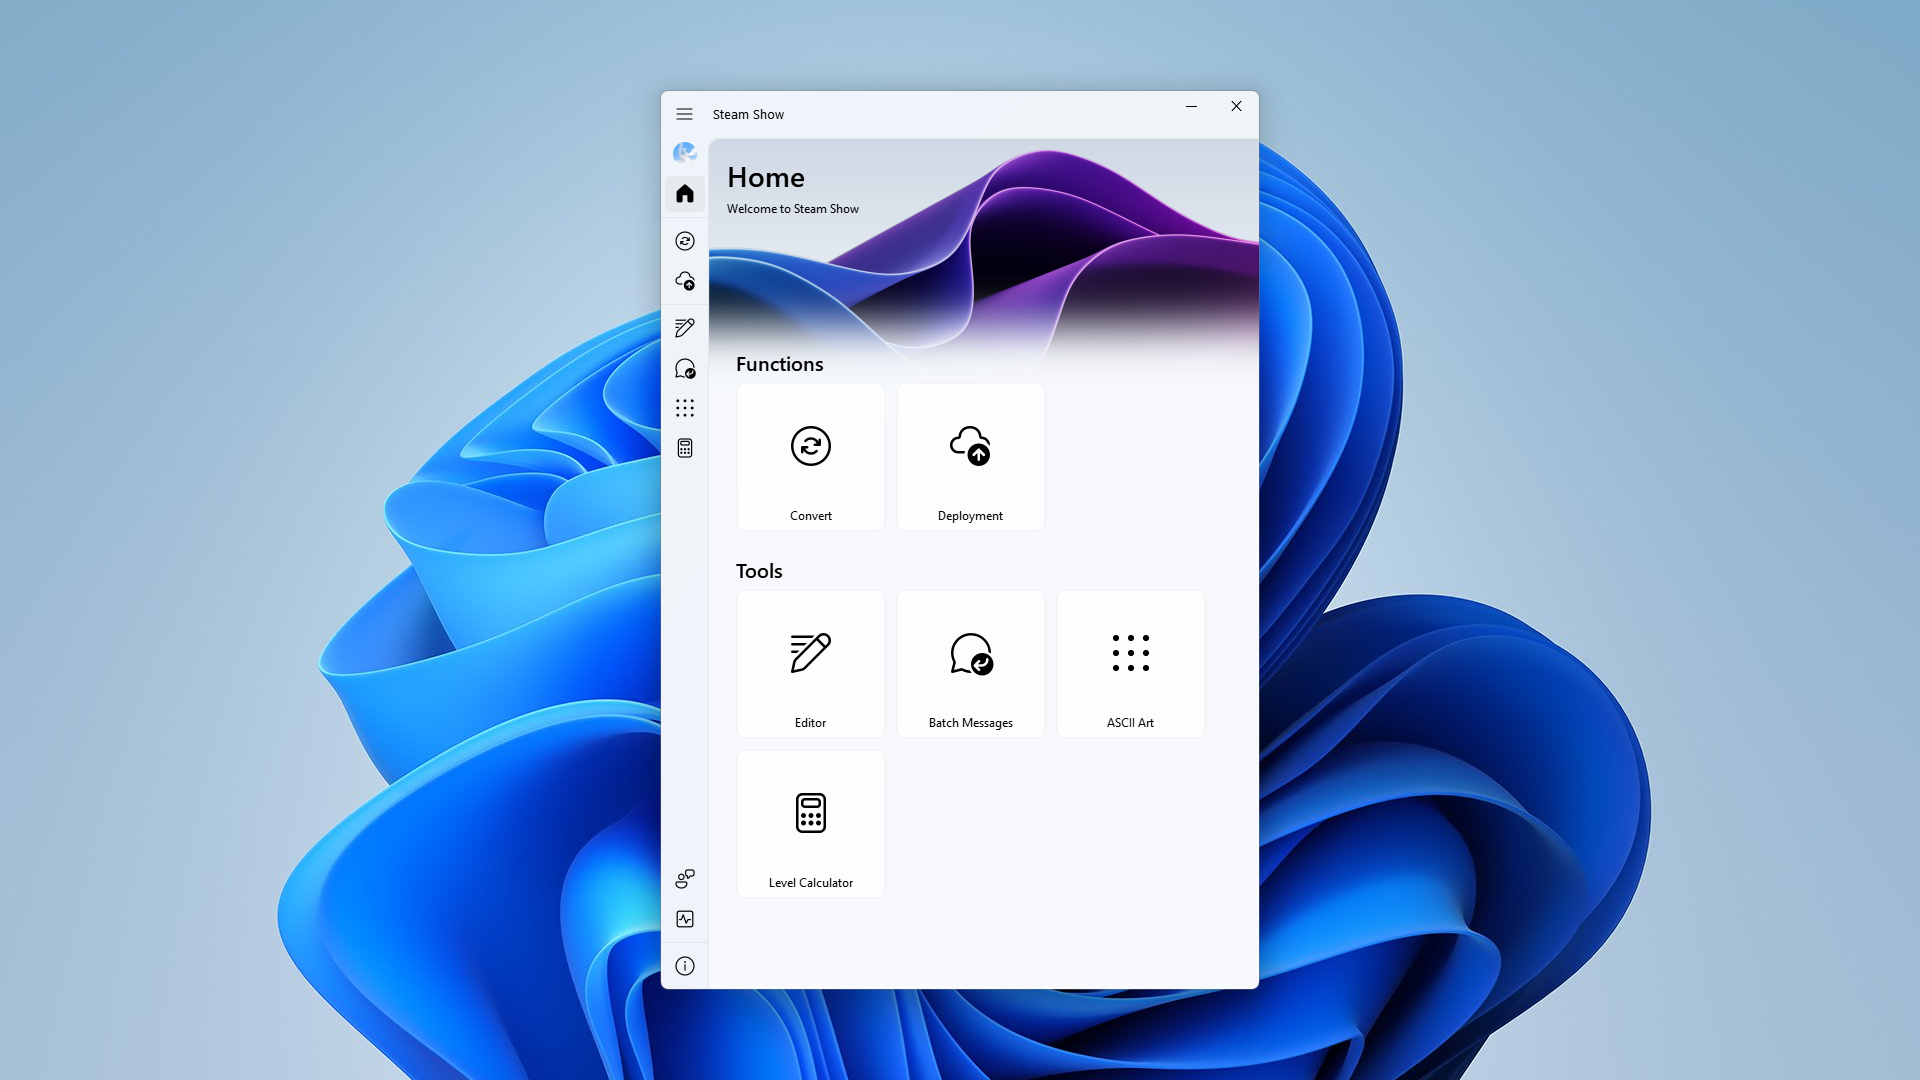 Steam Show
Home
Welcome to Steam Show
Functions
Convert
Deployment
Tools
Editor
Batch Messages
ASCII Art
Level Calculator